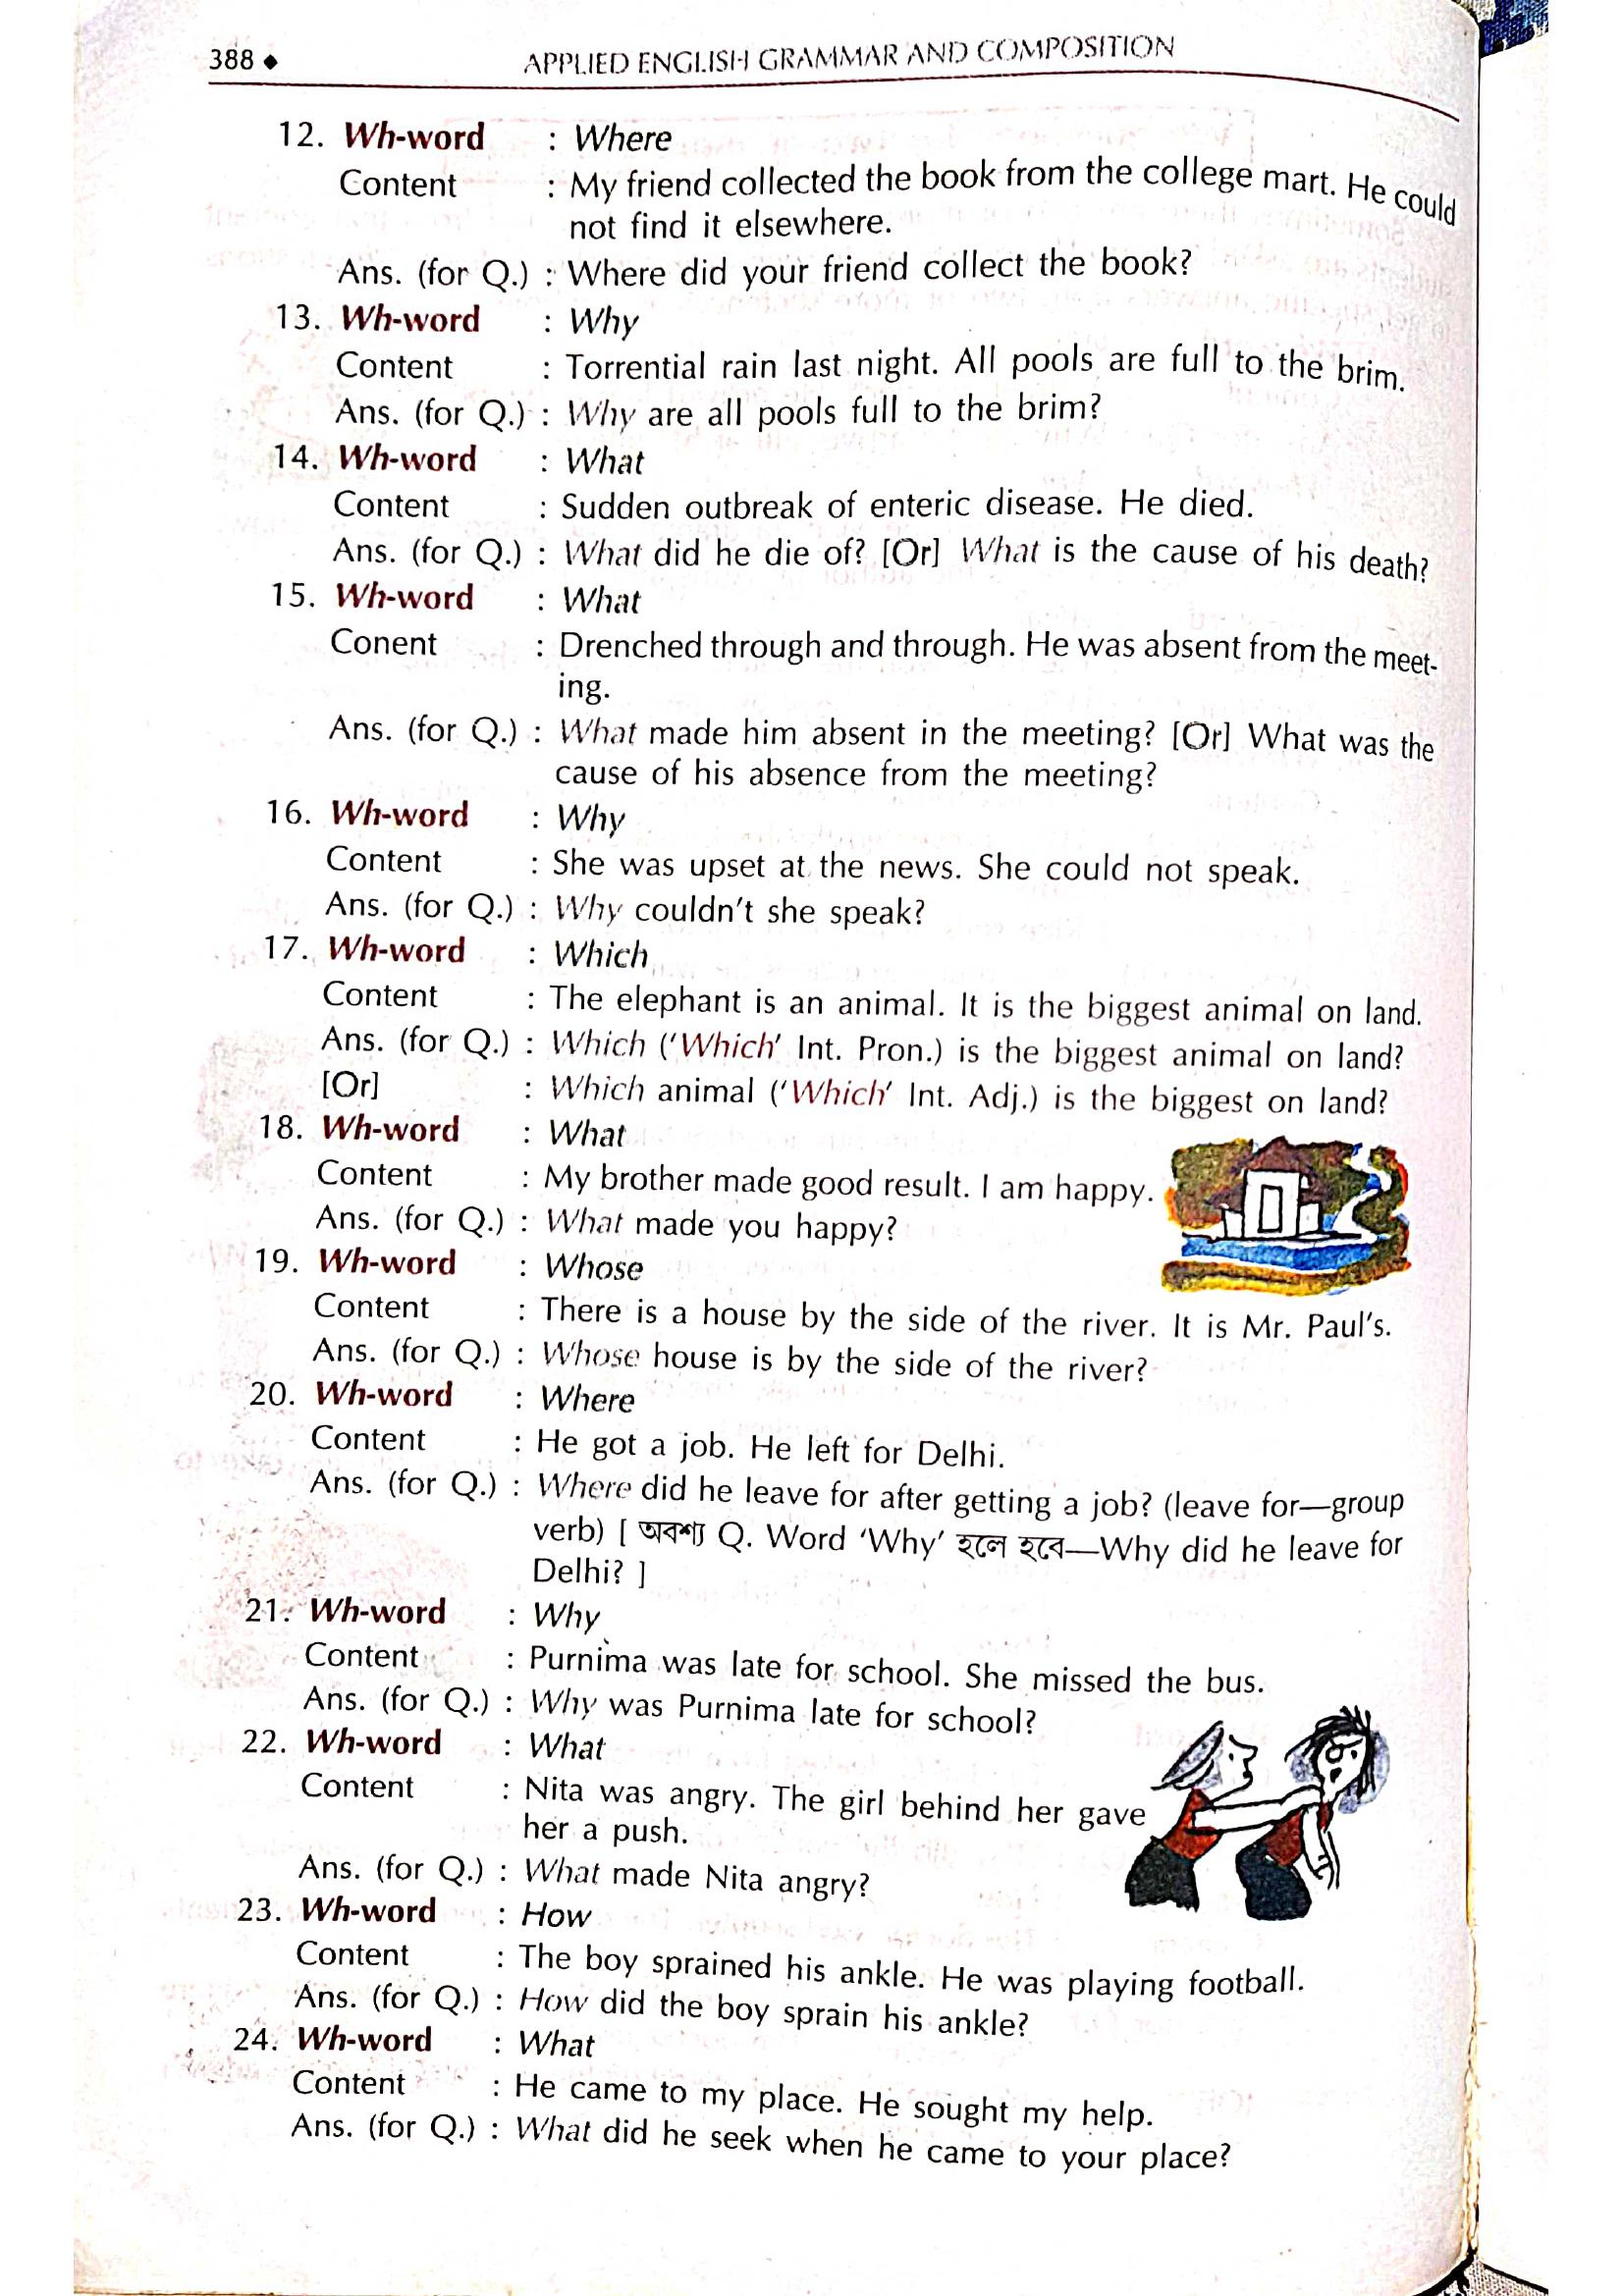 388 ◆ APPLIED ENGLISH GRAMMAR AND COMPOSITION
12. Wh-word : Where
Content : My friend collected the book from the college mart. He could
not find it elsewhere.
Ans. (for Q.) : Where did your friend collect the book?
13. Wh-word : Why
Content : Torrential rain last night. All pools are full to the brim.
Ans. (for Q.) : Why are all pools full to the brim?
14. Wh-word : What
Content : Sudden outbreak of enteric disease. He died.
Ans. (for Q.) : What did he die of? [Or] What is the cause of his death?
15. Wh-word : What
Conent : Drenched through and through. He was absent from the meet-
ing.
Ans. (for Q.) : What made him absent in the meeting? [Or] What was the
cause of his absence from the meeting?
16. Wh-word : Why
Content : She was upset at the news. She could not speak.
Ans. (for Q.) : Why couldn't she speak?
17. Wh-word : Which
Content : The elephant is an animal. It is the biggest animal on land.
Ans. (for Q.) : Which ('Which' Int. Pron.) is the biggest animal on land?
[Or] : Which animal ('Which' Int. Adj.) is the biggest on land?
18. Wh-word : What
Content : My brother made good result. I am happy.
Ans. (for Q.) : What made you happy?
19. Wh-word : Whose
Content : There is a house by the side of the river. It is Mr. Paul's.
Ans. (for Q.) : Whose house is by the side of the river?
20. Wh-word : Where
Content : He got a job. He left for Delhi.
Ans. (for Q.) : Where did he leave for after getting a job? (leave for—group
verb) [ অবশ্য Q. Word 'Why' হলে হবে—Why did he leave for
Delhi? ]
21. Wh-word : Why
Content : Purnima was late for school. She missed the bus.
Ans. (for Q.) : Why was Purnima late for school?
22. Wh-word : What
Content : Nita was angry. The girl behind her gave
her a push.
Ans. (for Q.) : What made Nita angry?
23. Wh-word : How
Content : The boy sprained his ankle. He was playing football.
Ans. (for Q.) : How did the boy sprain his ankle?
24. Wh-word : What
Content : He came to my place. He sought my help.
Ans. (for Q.) : What did he seek when he came to your place?